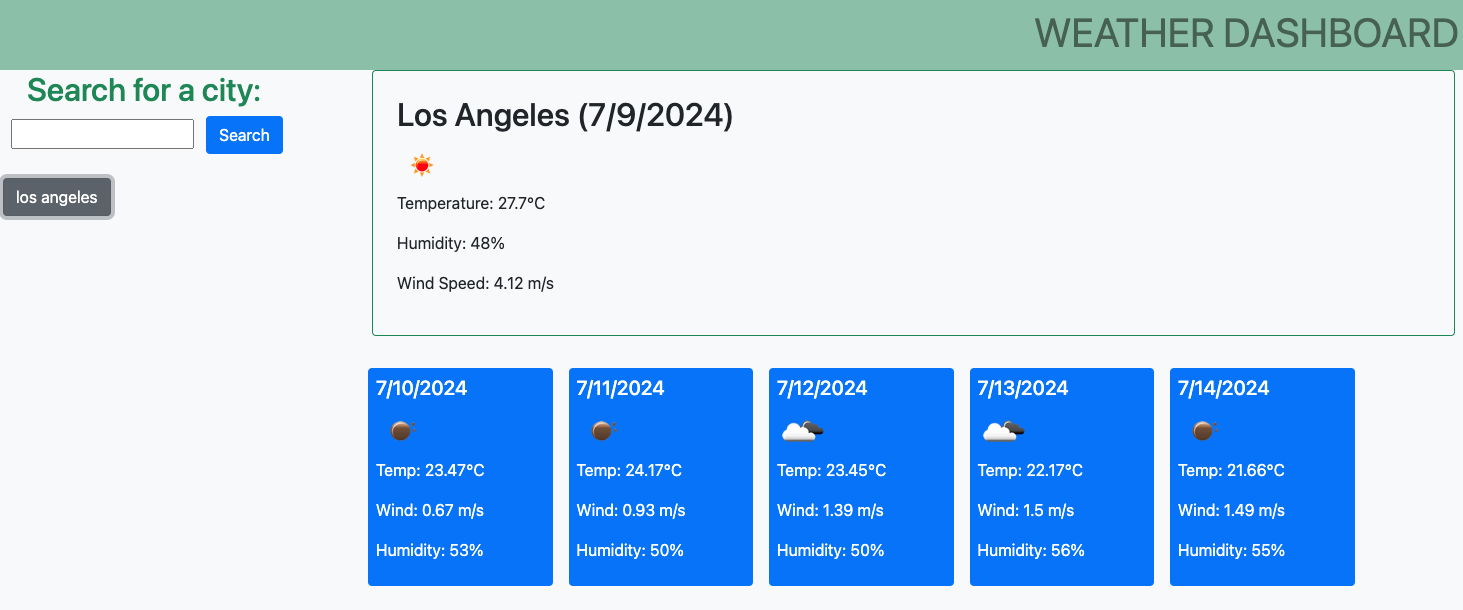 WEATHER DASHBOARD
Search for a city:
Search
los angeles
Los Angeles (7/9/2024)
Temperature: 27.7°C
Humidity: 48%
Wind Speed: 4.12 m/s
7/10/2024
Temp: 23.47°C
Wind: 0.67 m/s
Humidity: 53%
7/11/2024
Temp: 24.17°C
Wind: 0.93 m/s
Humidity: 50%
7/12/2024
Temp: 23.45°C
Wind: 1.39 m/s
Humidity: 50%
7/13/2024
Temp: 22.17°C
Wind: 1.5 m/s
Humidity: 56%
7/14/2024
Temp: 21.66°C
Wind: 1.49 m/s
Humidity: 55%